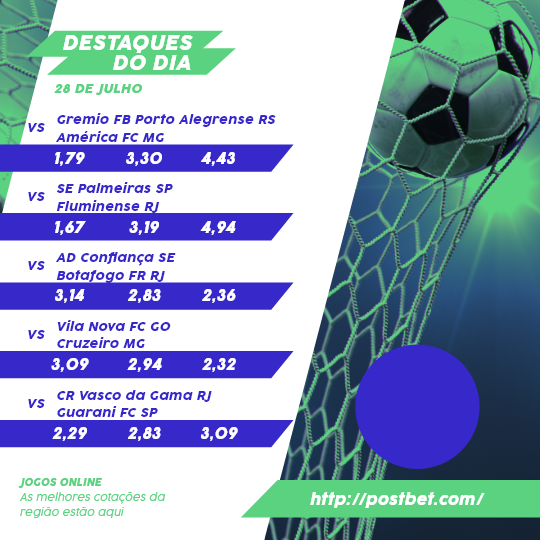 DESTAQUES
DO DIA
28 DE JULHO
VS
Gremio FB Porto Alegrense RS
América FC MG
1,79 3,30 4,43
VS
SE Palmeiras SP
Fluminense RJ
1,67 3,19 4,94
VS
AD Confiança SE
Botafogo FR RJ
3,14 2,83 2,36
VS
Vila Nova FC GO
Cruzeiro MG
3,09 2,94 2,32
VS
CR Vasco da Gama RJ
Guarani FC SP
2,29 2,83 3,09
JOGOS ONLINE
As melhores cotações da
região estão aqui
http://postbet.com/